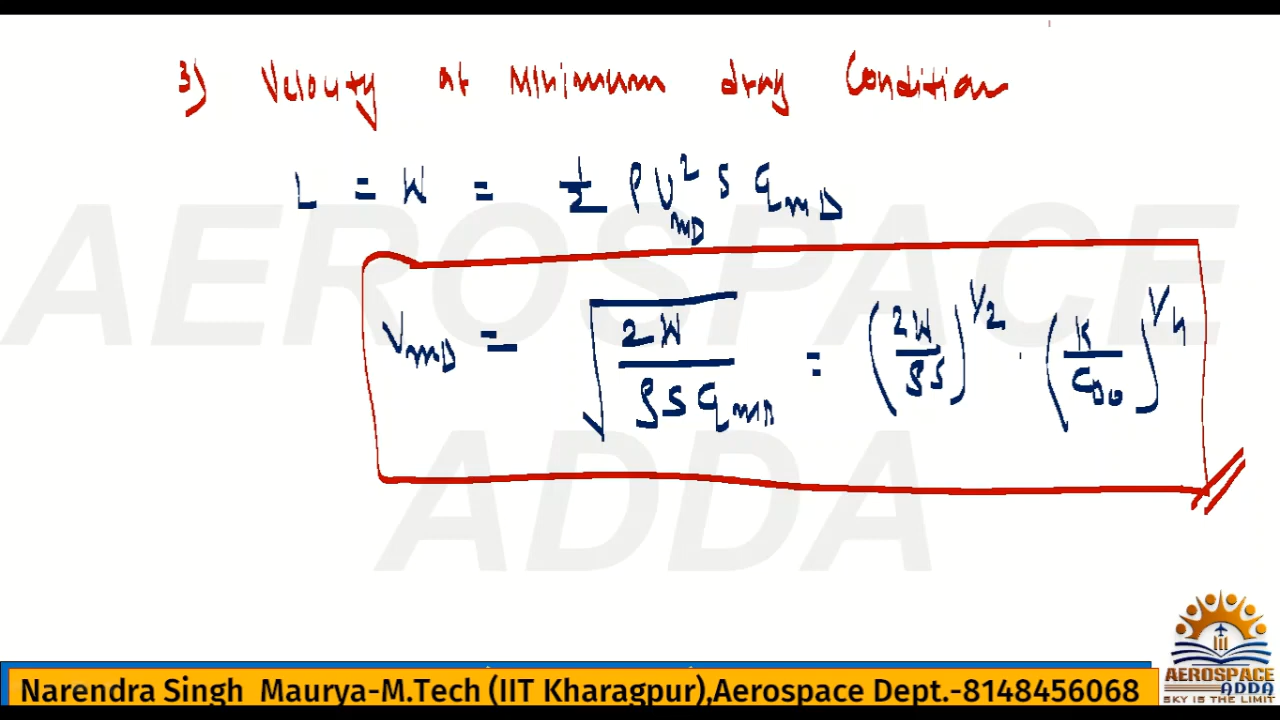 3) Velocity at Minimum drag Condition
L = W = 1/2 ρ V²mD S CLmD
VmD = √(2W / ρS CLmD) = (2W / ρS)^1/2 · (K / CD0)^1/4
AEROSPACE
ADDA
Narendra Singh Maurya-M.Tech (IIT Kharagpur),Aerospace Dept.-8148456068
AEROSPACE
ADDA
SKY IS THE LIMIT